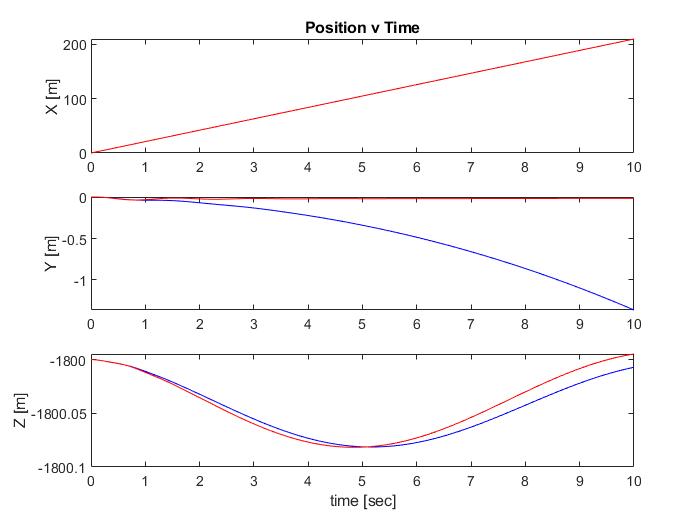 Position v Time
X [m]
200
100
0
0 1 2 3 4 5 6 7 8 9 10
Y [m]
0
-0.5
-1
0 1 2 3 4 5 6 7 8 9 10
Z [m]
-1800
-1800.05
-1800.1
0 1 2 3 4 5 6 7 8 9 10
time [sec]